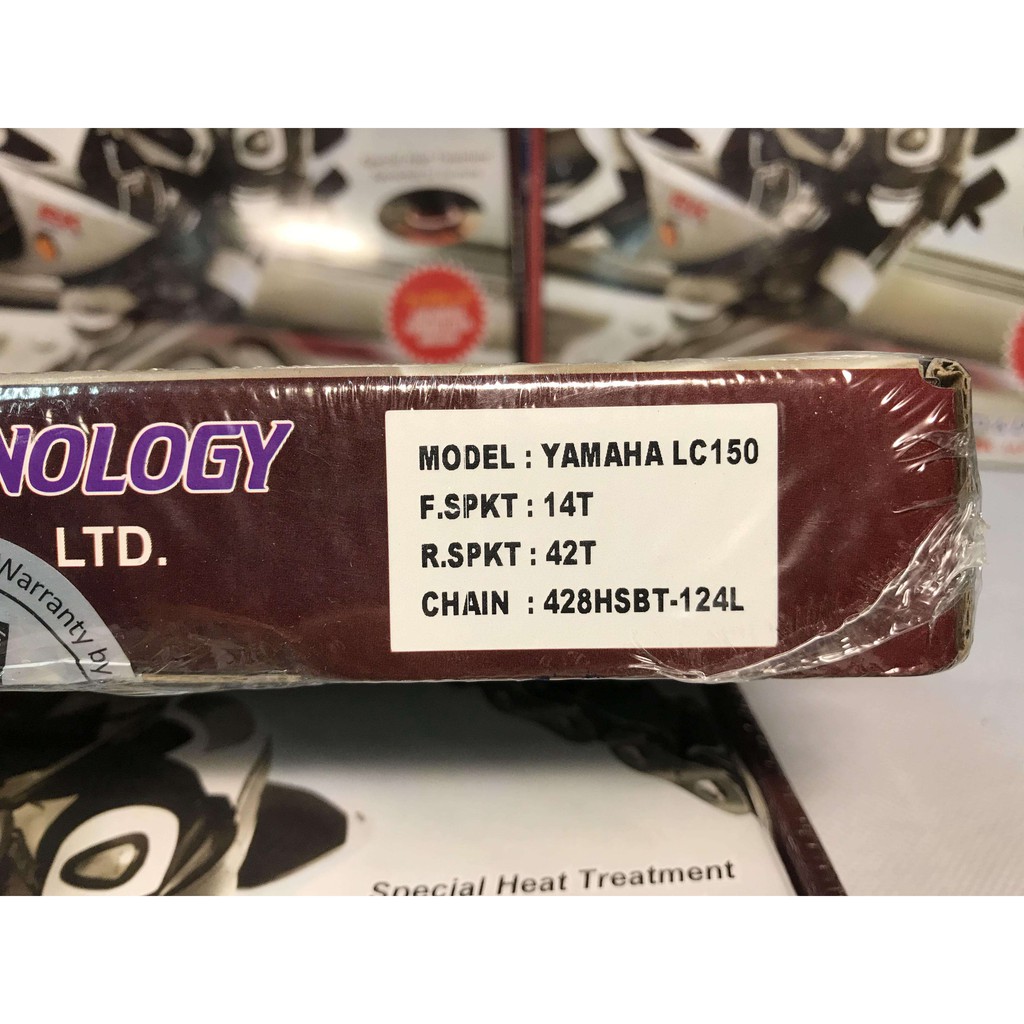 NOLOGY
LTD.
Warranty by
MODEL : YAMAHA LC150
F.SPKT : 14T
R.SPKT : 42T
CHAIN : 428HSBT-124L
Special Heat Treatment